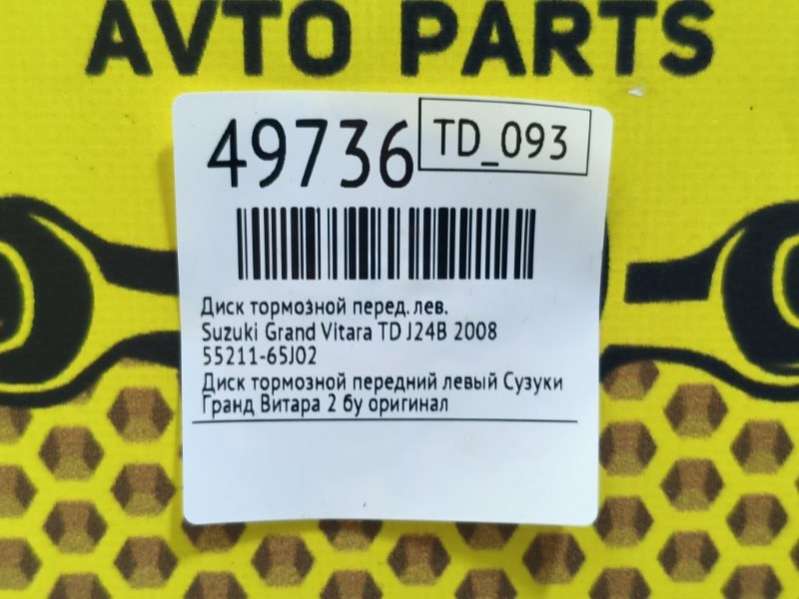 AVTO PARTS
49736
TD_093
Диск тормозной перед. лев.
Suzuki Grand Vitara TD J24B 2008
55211-65J02
Диск тормозной передний левый Сузуки
Гранд Витара 2 бу оригинал